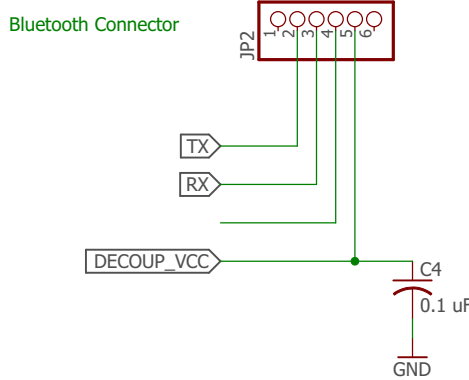 Bluetooth Connector
JP2
1 2 3 4 5 6
TX
RX
DECOUP_VCC
C4
0.1 uF
GND